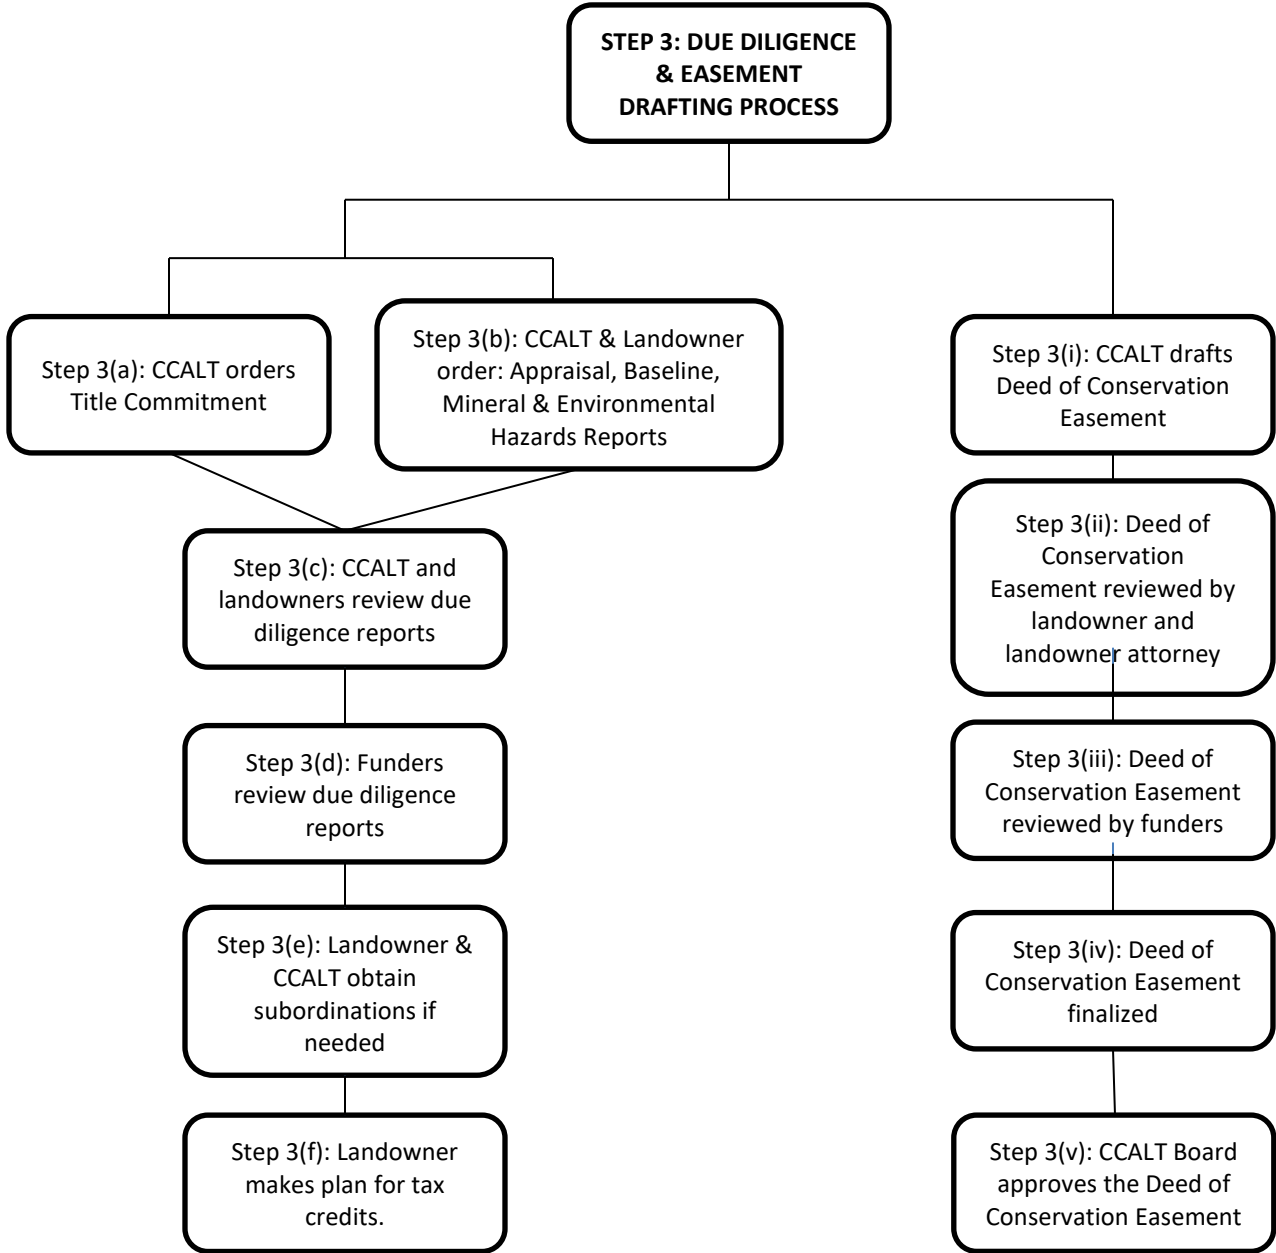 STEP 3: DUE DILIGENCE
& EASEMENT
DRAFTING PROCESS
Step 3(a): CCALT orders
Title Commitment
Step 3(b): CCALT & Landowner
order: Appraisal, Baseline,
Mineral & Environmental
Hazards Reports
Step 3(c): CCALT and
landowners review due
diligence reports
Step 3(d): Funders
review due diligence
reports
Step 3(e): Landowner &
CCALT obtain
subordinations if
needed
Step 3(f): Landowner
makes plan for tax
credits.
Step 3(i): CCALT drafts
Deed of Conservation
Easement
Step 3(ii): Deed of
Conservation
Easement reviewed by
landowner and
landowner attorney
Step 3(iii): Deed of
Conservation Easement
reviewed by funders
Step 3(iv): Deed of
Conservation Easement
finalized
Step 3(v): CCALT Board
approves the Deed of
Conservation Easement